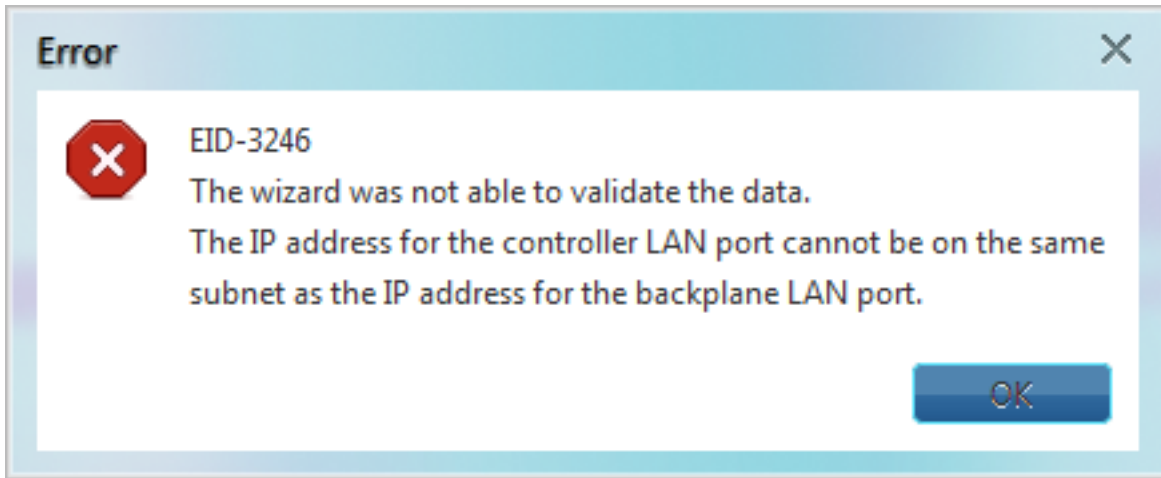 Error
EID-3246
The wizard was not able to validate the data.
The IP address for the controller LAN port cannot be on the same
subnet as the IP address for the backplane LAN port.
OK